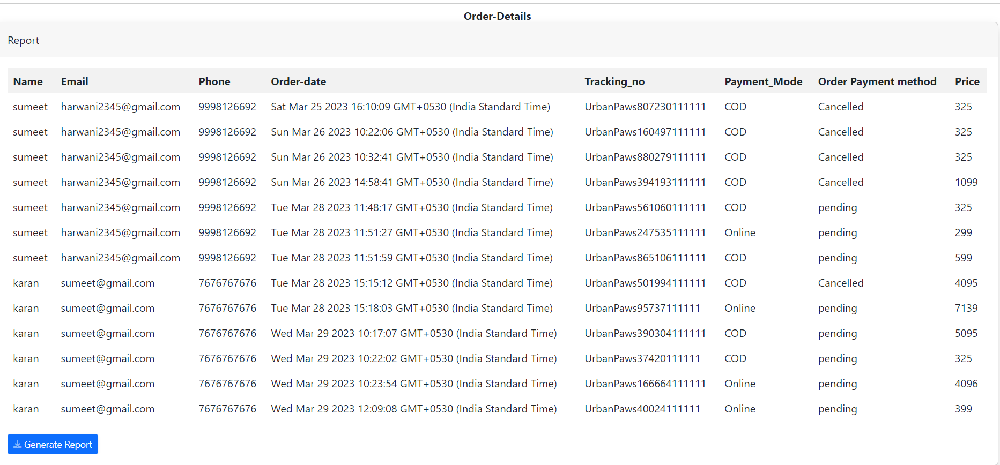 Order-Details
Report
Name Email Phone Order-date Tracking_no Payment_Mode Order Payment method Price
sumeet harwani2345@gmail.com 9998126692 Sat Mar 25 2023 16:10:09 GMT+0530 (India Standard Time) UrbanPaws807230111111 COD Cancelled 325
sumeet harwani2345@gmail.com 9998126692 Sun Mar 26 2023 10:22:06 GMT+0530 (India Standard Time) UrbanPaws160497111111 COD Cancelled 325
sumeet harwani2345@gmail.com 9998126692 Sun Mar 26 2023 10:32:41 GMT+0530 (India Standard Time) UrbanPaws880279111111 COD Cancelled 325
sumeet harwani2345@gmail.com 9998126692 Sun Mar 26 2023 14:58:41 GMT+0530 (India Standard Time) UrbanPaws394193111111 COD Cancelled 1099
sumeet harwani2345@gmail.com 9998126692 Tue Mar 28 2023 11:48:17 GMT+0530 (India Standard Time) UrbanPaws561060111111 COD pending 325
sumeet harwani2345@gmail.com 9998126692 Tue Mar 28 2023 11:51:27 GMT+0530 (India Standard Time) UrbanPaws247535111111 Online pending 299
sumeet harwani2345@gmail.com 9998126692 Tue Mar 28 2023 11:51:59 GMT+0530 (India Standard Time) UrbanPaws865106111111 COD pending 599
karan sumeet@gmail.com 7676767676 Tue Mar 28 2023 15:15:12 GMT+0530 (India Standard Time) UrbanPaws501994111111 COD Cancelled 4095
karan sumeet@gmail.com 7676767676 Tue Mar 28 2023 15:18:03 GMT+0530 (India Standard Time) UrbanPaws95737111111 Online pending 7139
karan sumeet@gmail.com 7676767676 Wed Mar 29 2023 10:17:07 GMT+0530 (India Standard Time) UrbanPaws390304111111 COD pending 5095
karan sumeet@gmail.com 7676767676 Wed Mar 29 2023 10:22:02 GMT+0530 (India Standard Time) UrbanPaws37420111111 COD pending 325
karan sumeet@gmail.com 7676767676 Wed Mar 29 2023 10:23:54 GMT+0530 (India Standard Time) UrbanPaws166664111111 Online pending 4096
karan sumeet@gmail.com 7676767676 Wed Mar 29 2023 12:09:08 GMT+0530 (India Standard Time) UrbanPaws40024111111 Online pending 399
Generate Report